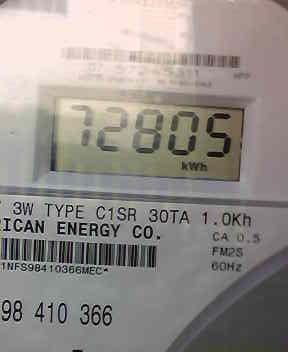 72805
kWh
3W TYPE C1SR 30TA 1.0Kh
RICAN ENERGY CO.
CA 0.5
FM2S
60Hz
1NFS98410366MEC*
98 410 366